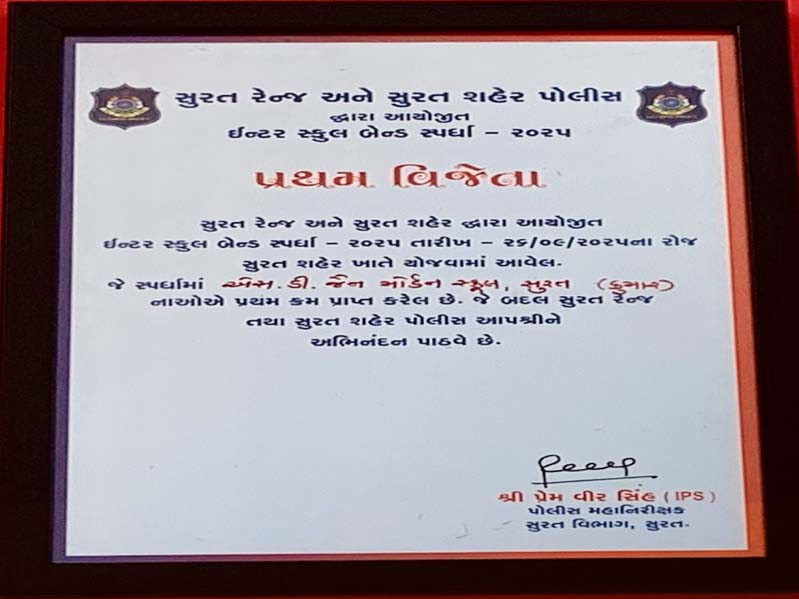 સુરત રેન્જ અને સુરત શહેર પોલીસ
દ્વારા આયોજીત
ઈન્ટર સ્કુલ બેન્ડ સ્પર્ધા – ૨૦૨૫
પ્રથમ વિજેતા
સુરત રેન્જ અને સુરત શહેર દ્વારા આયોજીત
ઈન્ટર સ્કુલ બેન્ડ સ્પર્ધા – ૨૦૨૫ તારીખ – ૨૬/૦૯/૨૦૨૫ના રોજ
સુરત શહેર ખાતે યોજવામાં આવેલ.
જે સ્પર્ધામાં એસ.ડી. જૈન મોર્ડન સ્કૂલ, સુરત (કુમાર)
નાઓએ પ્રથમ ક્રમ પ્રાપ્ત કરેલ છે. જે બદલ સુરત રેન્જ
તથા સુરત શહેર પોલીસ આપશ્રીને
અભિનંદન પાઠવે છે.
શ્રી પ્રેમ વીર સિંહ (IPS)
પોલીસ મહાનિરીક્ષક
સુરત વિભાગ, સુરત.